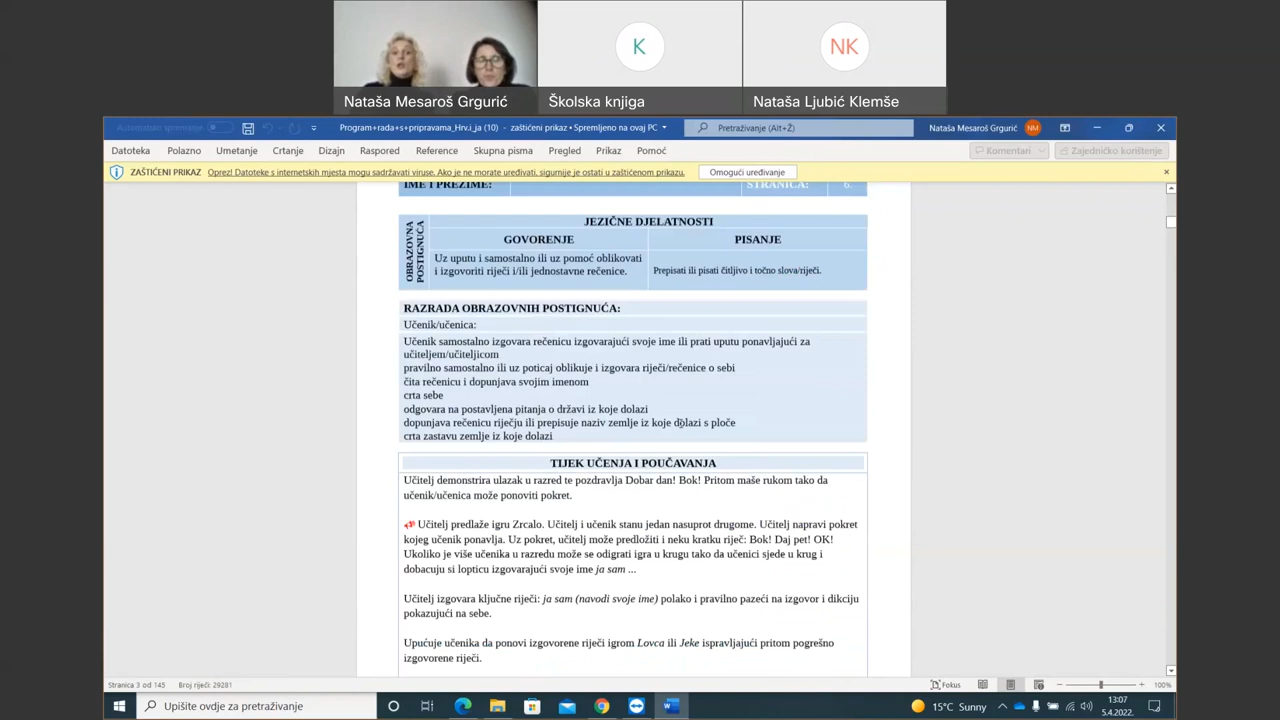 K
NK
Nataša Mesaroš Grgurić
Školska knjiga
Nataša Ljubić Klemše
Automatsko spremanje
Program+rada+s+pripravama_Hrv.i_ja (10) - zaštićeni prikaz • Spremljeno na ovaj PC
Pretraživanje (Alt+Ž)
Nataša Mesaroš Grgurić
NM
Datoteka
Polazno
Umetanje
Crtanje
Dizajn
Raspored
Reference
Skupna pisma
Pregled
Prikaz
Pomoć
Komentari
Zajedničko korištenje
ZAŠTIĆENI PRIKAZ
Oprez! Datoteke s internetskih mjesta mogu sadržavati viruse. Ako je ne morate uređivati, sigurnije je ostati u zaštićenom prikazu.
Omogući uređivanje
IME I PREZIME:
STRANICA:
6.
OBRAZOVNA
POSTIGNUĆA
JEZIČNE DJELATNOSTI
GOVORENJE
PISANJE
Uz uputu i samostalno ili uz pomoć oblikovati
i izgovoriti riječi i/ili jednostavne rečenice.
Prepisati ili pisati čitljivo i točno slova/riječi.
RAZRADA OBRAZOVNIH POSTIGNUĆA:
Učenik/učenica:
Učenik samostalno izgovara rečenicu izgovarajući svoje ime ili prati uputu ponavljajući za
učiteljem/učiteljicom
pravilno samostalno ili uz poticaj oblikuje i izgovara riječi/rečenice o sebi
čita rečenicu i dopunjava svojim imenom
crta sebe
odgovara na postavljena pitanja o državi iz koje dolazi
dopunjava rečenicu riječju ili prepisuje naziv zemlje iz koje dolazi s ploče
crta zastavu zemlje iz koje dolazi
TIJEK UČENJA I POUČAVANJA
Učitelj demonstrira ulazak u razred te pozdravlja Dobar dan! Bok! Pritom maše rukom tako da
učenik/učenica može ponoviti pokret.
Učitelj predlaže igru Zrcalo. Učitelj i učenik stanu jedan nasuprot drugome. Učitelj napravi pokret
kojeg učenik ponavlja. Uz pokret, učitelj može predložiti i neku kratku riječ: Bok! Daj pet! OK!
Ukoliko je više učenika u razredu može se odigrati igra u krugu tako da učenici sjede u krug i
dobacuju si lopticu izgovarajući svoje ime ja sam ...
Učitelj izgovara ključne riječi: ja sam (navodi svoje ime) polako i pravilno pazeći na izgovor i dikciju
pokazujući na sebe.
Upućuje učenika da ponovi izgovorene riječi igrom Lovca ili Jeke ispravljajući pritom pogrešno
izgovorene riječi.
Stranica 3 od 145
Broj riječi: 29281
Fokus
100%
Upišite ovdje za pretraživanje
15°C Sunny
13:07
5.4.2022.